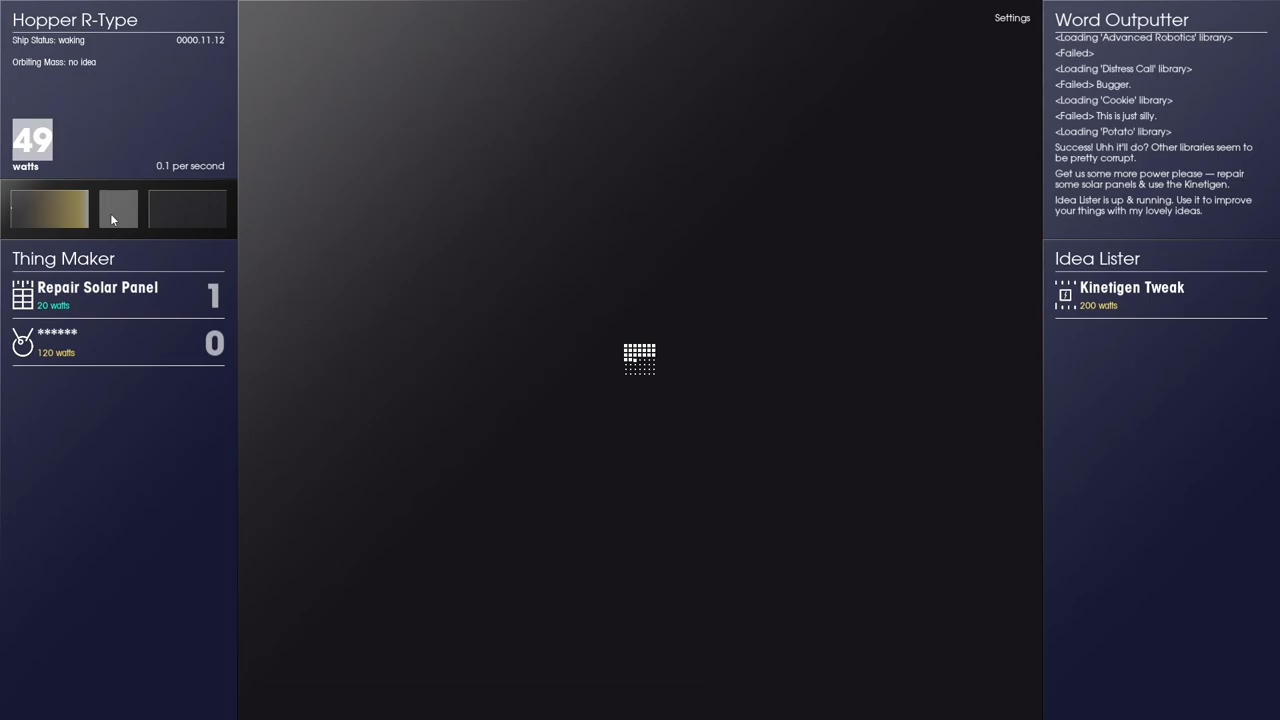 Hopper R-Type
Ship Status: waking
0000.11.12
Orbiting Mass: no idea
49
watts
0.1 per second
Thing Maker
Repair Solar Panel
20 watts
1
******
120 watts
0
Settings
Word Outputter
<Loading 'Advanced Robotics' library>
<Failed>
<Loading 'Distress Call' library>
<Failed> Bugger.
<Loading 'Cookie' library>
<Failed> This is just silly.
<Loading 'Potato' library>
Success! Uhh it'll do? Other libraries seem to
be pretty corrupt.
Get us some more power please — repair
some solar panels & use the Kinetigen.
Idea Lister is up & running. Use it to improve
your things with my lovely ideas.
Idea Lister
Kinetigen Tweak
200 watts